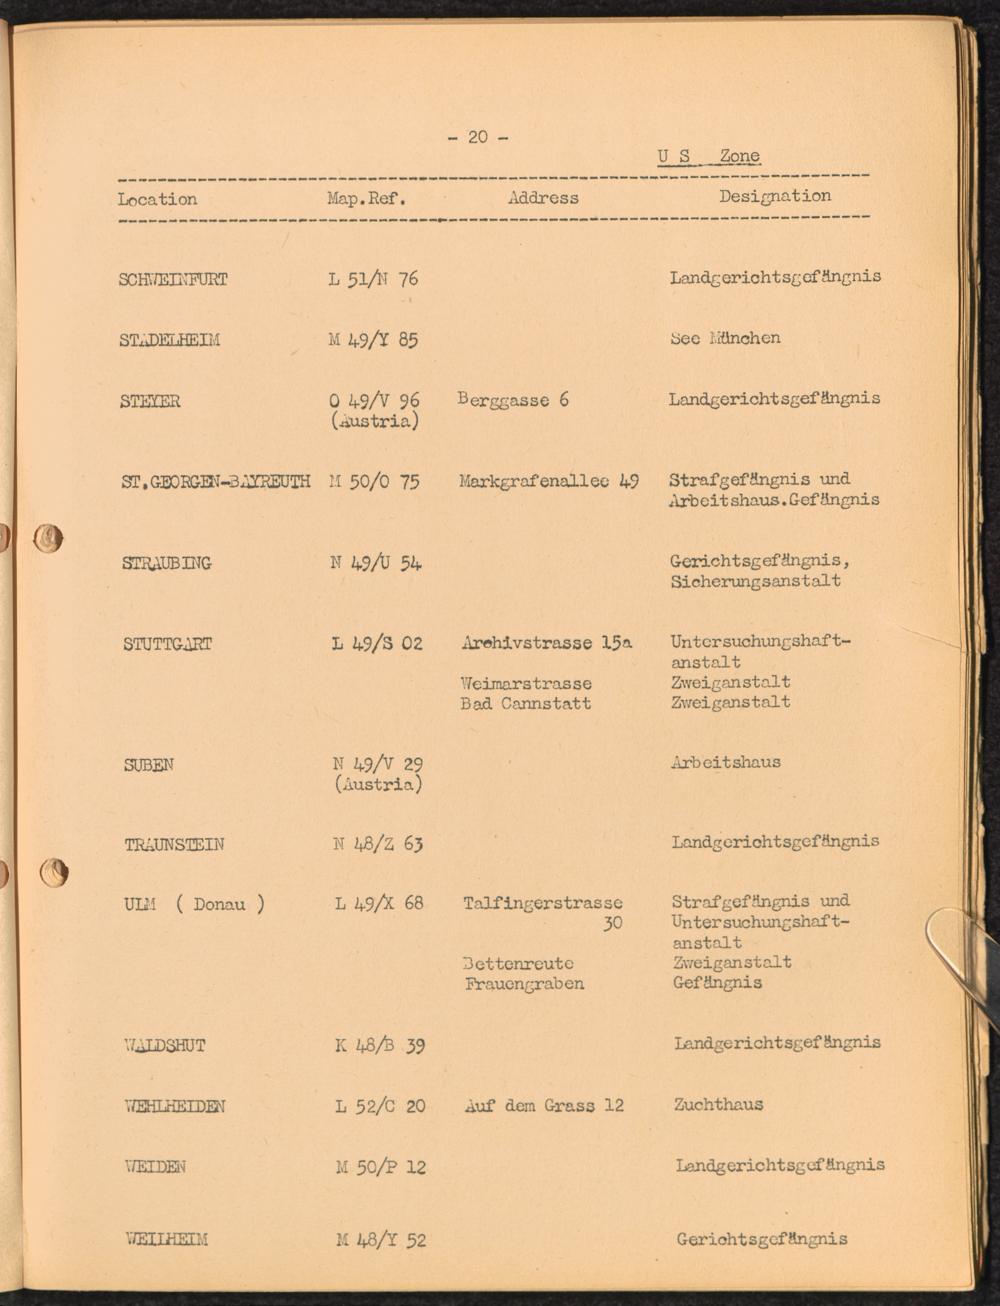 - 20 -
U S Zone
Location Map.Ref. Address Designation
SCHWEINFURT L 51/N 76 Landgerichtsgefängnis
STADELHEIM M 49/Y 85 See München
STEYER O 49/V 96 Berggasse 6 Landgerichtsgefängnis
(Austria)
ST.GEORGEN-BAYREUTH M 50/O 75 Markgrafenallee 49 Strafgefängnis und
Arbeitshaus.Gefängnis
STRAUBING N 49/U 54 Gerichtsgefängnis,
Sicherungsanstalt
STUTTGART L 49/S 02 Archivstrasse 15a Untersuchungshaft-
anstalt
Weimarstrasse Zweiganstalt
Bad Cannstatt Zweiganstalt
SUBEN N 49/V 29 Arbeitshaus
(Austria)
TRAUNSTEIN N 48/Z 63 Landgerichtsgefängnis
ULM ( Donau ) L 49/X 68 Talfingerstrasse Strafgefängnis und
30 Untersuchungshaft-
anstalt
Bettenreute Zweiganstalt
Frauengraben Gefängnis
WALDSHUT K 48/B 39 Landgerichtsgefängnis
WEHLHEIDEN L 52/C 20 Auf dem Grass 12 Zuchthaus
WEIDEN M 50/P 12 Landgerichtsgefängnis
WEILHEIM M 48/Y 52 Gerichtsgefängnis